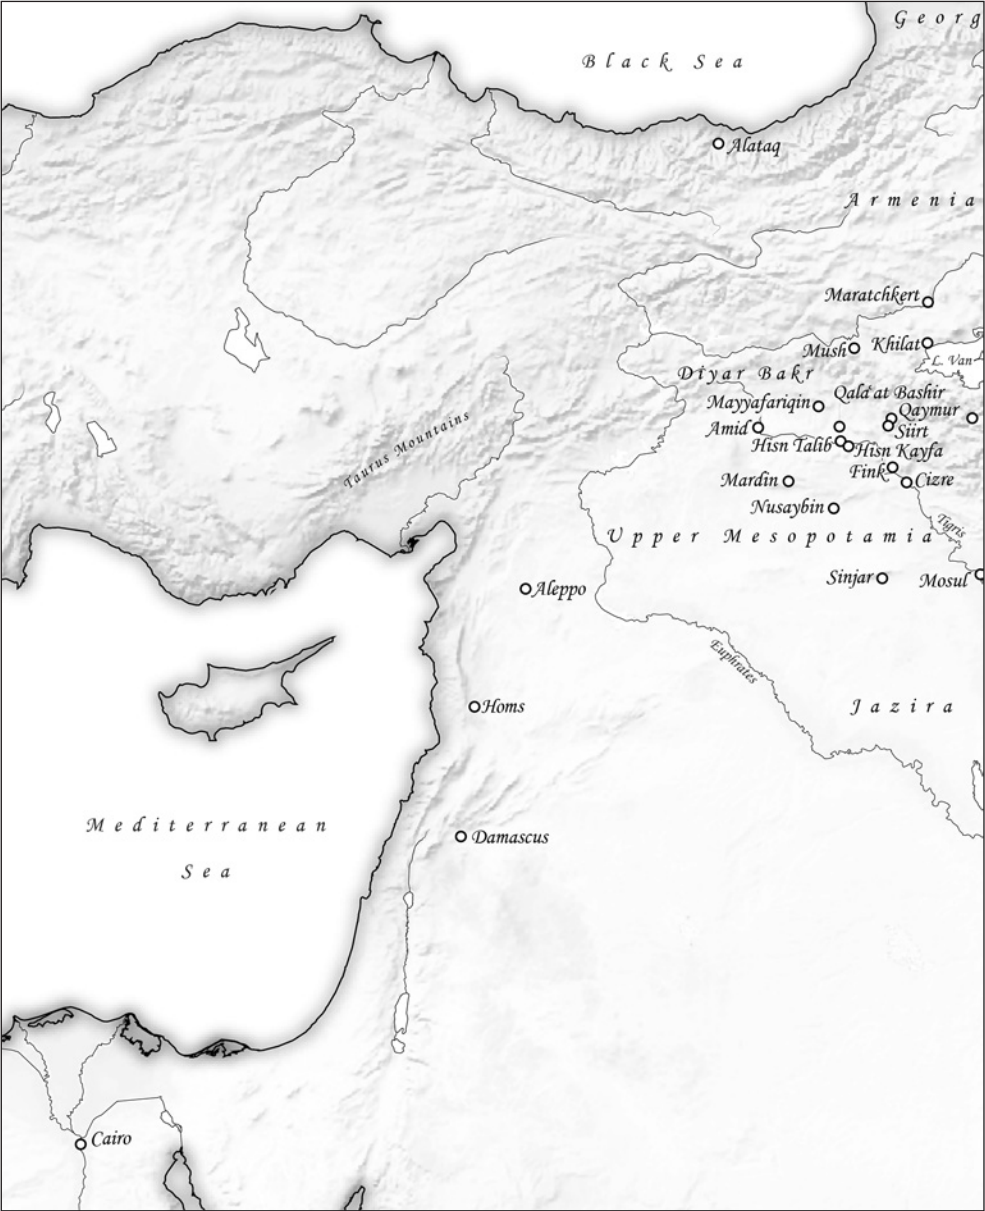 Georg
Black Sea
Alataq
Armenia
Maratchkert
Mush
Khilat
L. Van
Diyar Bakr
Qala'at Bashir
Mayyafariqin
Qaymur
Amid
Siirt
Hisn Talib
Hisn Kayfa
Taurus Mountains
Fink
Cizre
Mardin
Nusaybin
Tigris
Upper Mesopotamia
Sinjar
Mosul
Aleppo
Euphrates
Homs
Jazira
Mediterranean
Sea
Damascus
Cairo